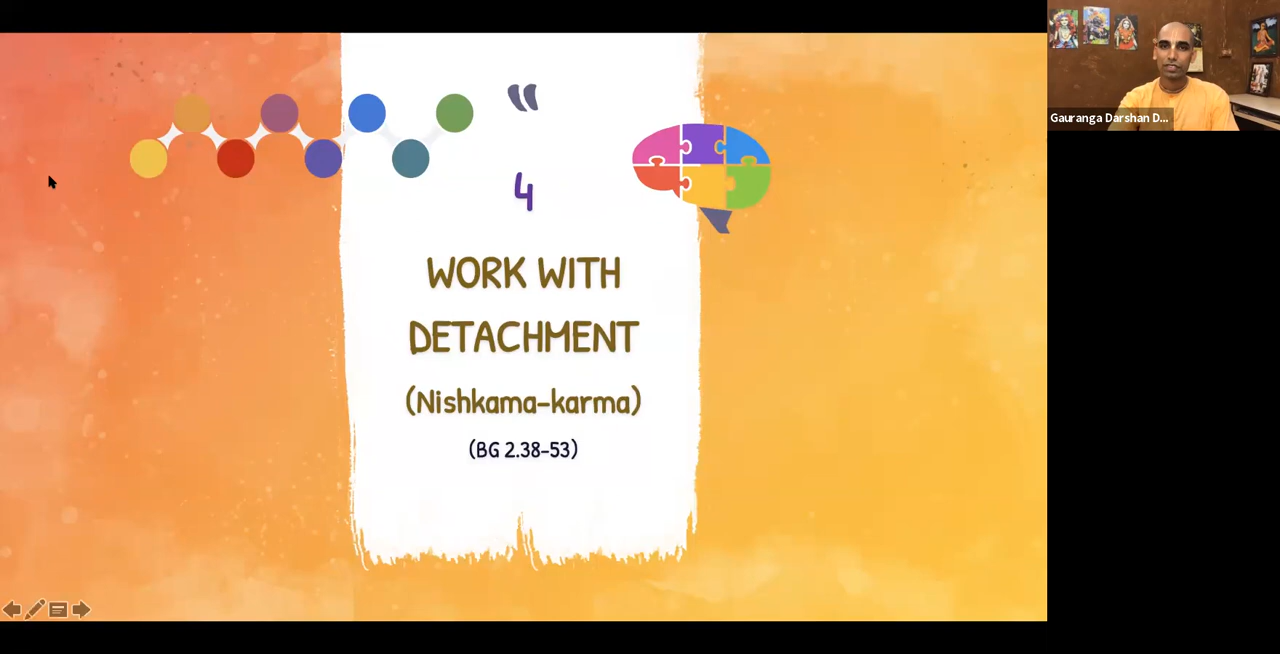 4
WORK WITH
DETACHMENT
(Nishkama-karma)
(BG 2.38-53)
Gauranga Darshan D...